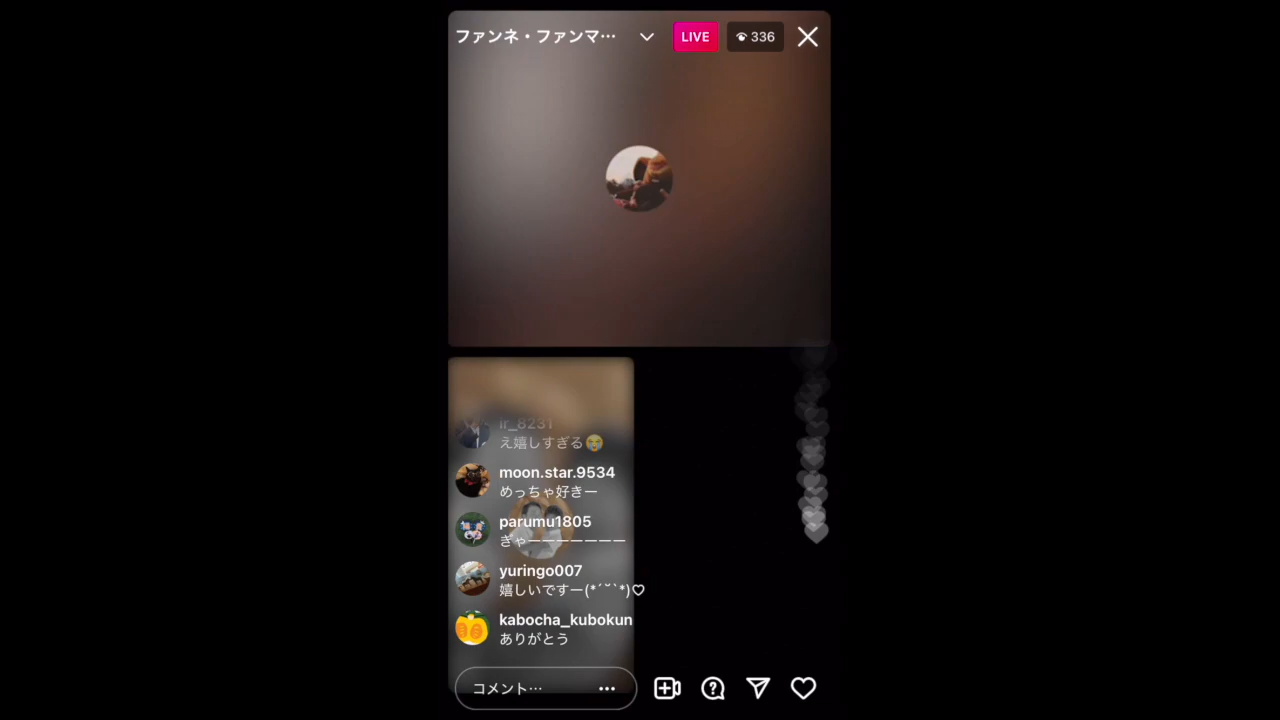 ファンネ・ファンマ…
LIVE
336
lr_8231
え嬉しすぎる😭
moon.star.9534
めっちゃ好きー
parumu1805
ぎゃーーーーーーー
yuringo007
嬉しいですー(*´˘`*)♡
kabocha_kubokun
ありがとう
コメント…